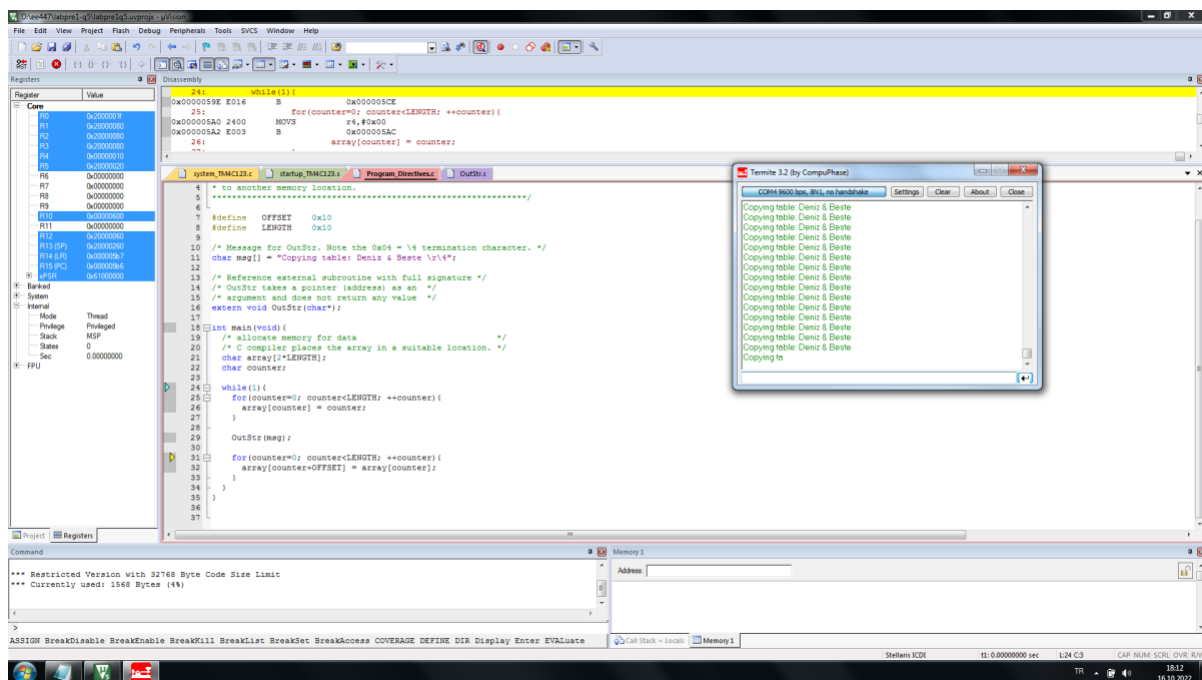 D:\ee447\labpre1-q5\labpre1q5.uvprojx - µVision
File Edit View Project Flash Debug Peripherals Tools SVCS Window Help
Registers
Disassembly
Register Value
Core
R0 0x2000001f
R1 0x20000080
R2 0x20000080
R3 0x20000080
R4 0x00000010
R5 0x20000020
R6 0x00000000
R7 0x00000000
R8 0x00000000
R9 0x00000000
R10 0x00000600
R11 0x00000000
R12 0x20000060
R13 (SP) 0x20000260
R14 (LR) 0x000005b7
R15 (PC) 0x000005b6
xPSR 0x61000000
Banked
System
Internal
Mode Thread
Privilege Privileged
Stack MSP
States 0
Sec 0.00000000
FPU
Project Registers
24: while(1){
0x0000059E E016 B 0x000005CE
25: for(counter=0; counter<LENGTH; ++counter){
0x000005A0 2400 MOVS r4,#0x00
0x000005A2 E003 B 0x000005AC
26: array[counter] = counter;
system_TM4C123.c startup_TM4C123.s Program_Directives.c OutStr.s
4 * to another memory location.
5 *************************************************************/
6
7 #define OFFSET 0x10
8 #define LENGTH 0x10
9
10 /* Message for OutStr. Note the 0x04 = \4 termination character. */
11 char msg[] = "Copying table: Deniz & Beste \r\4";
12
13 /* Reference external subroutine with full signature */
14 /* OutStr takes a pointer (address) as an */
15 /* argument and does not return any value */
16 extern void OutStr(char*);
17
18 int main(void){
19 /* allocate memory for data */
20 /* C compiler places the array in a suitable location. */
21 char array[2*LENGTH];
22 char counter;
23
24 while(1){
25 for(counter=0; counter<LENGTH; ++counter){
26 array[counter] = counter;
27 }
28
29 OutStr(msg);
30
31 for(counter=0; counter<LENGTH; ++counter){
32 array[counter+OFFSET] = array[counter];
33 }
34 }
35 }
36
37
Termite 3.2 (by CompuPhase)
COM4 9600 bps, 8N1, no handshake Settings Clear About Close
Copying table: Deniz & Beste
Copying table: Deniz & Beste
Copying table: Deniz & Beste
Copying table: Deniz & Beste
Copying table: Deniz & Beste
Copying table: Deniz & Beste
Copying table: Deniz & Beste
Copying table: Deniz & Beste
Copying table: Deniz & Beste
Copying table: Deniz & Beste
Copying table: Deniz & Beste
Copying table: Deniz & Beste
Copying table: Deniz & Beste
Copying ta
Command
*** Restricted Version with 32768 Byte Code Size Limit
*** Currently used: 1568 Bytes (4%)
>
ASSIGN BreakDisable BreakEnable BreakKill BreakList BreakSet BreakAccess COVERAGE DEFINE DIR Display Enter EVALuate
Memory 1
Address:
Call Stack + Locals Memory 1
Stellaris ICDI t1: 0.00000000 sec L:24 C:3 CAP NUM SCRL OVR R/W
TR 18:12
16.10.2022